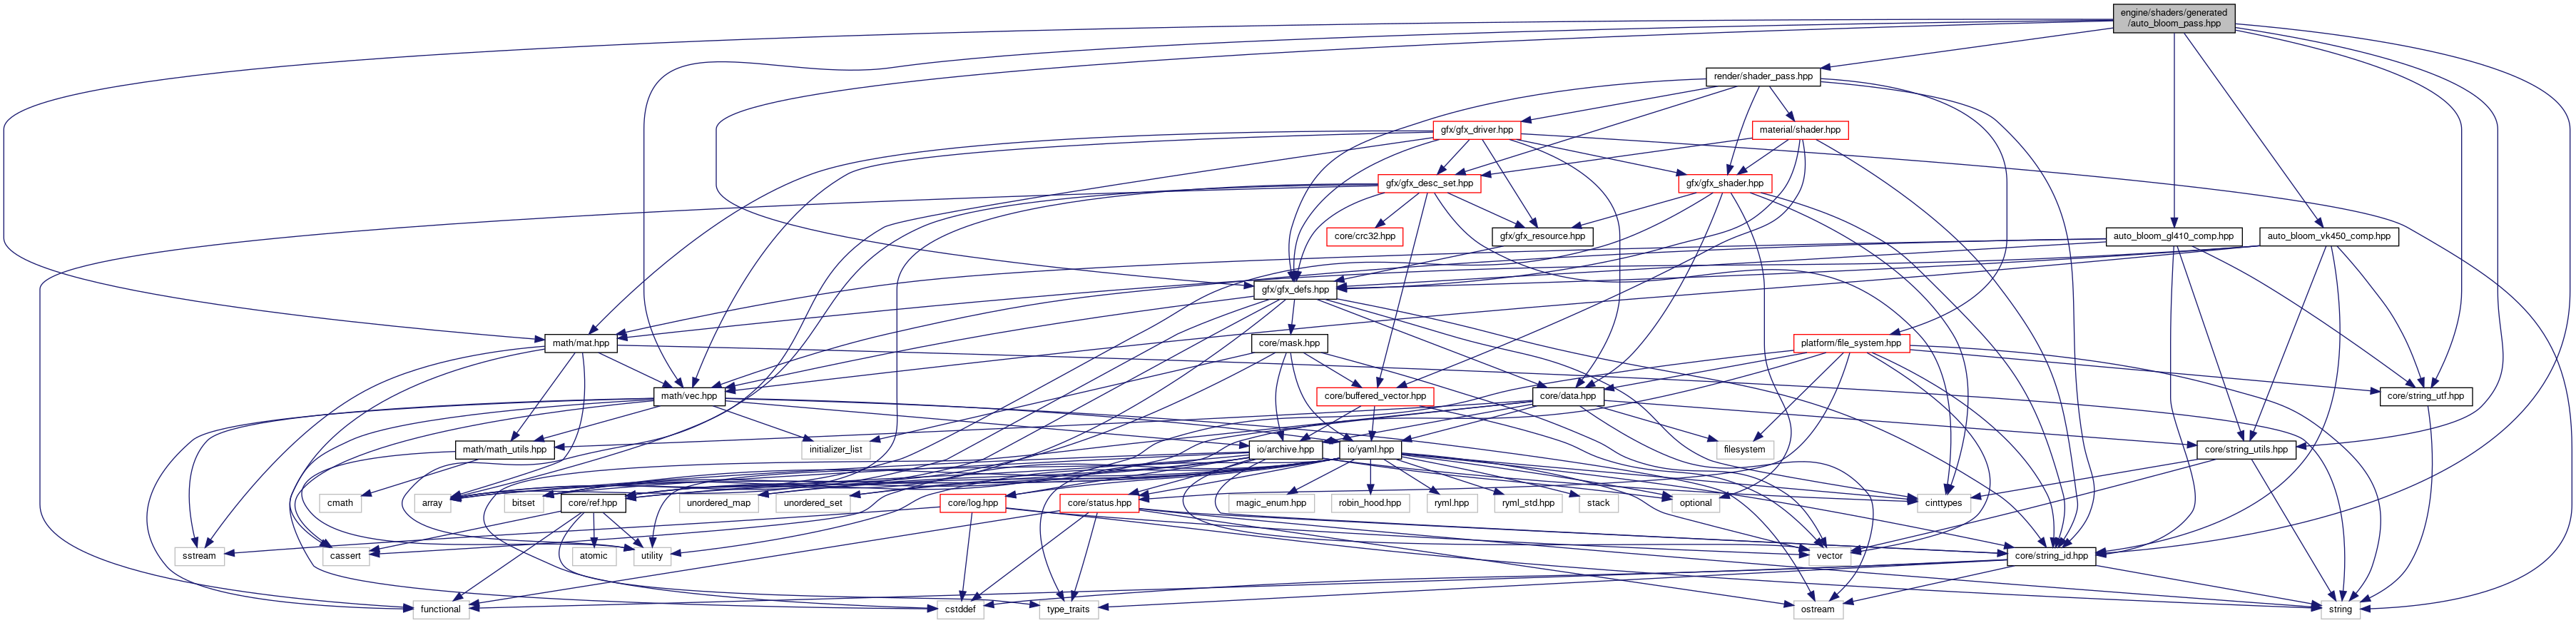 engine/shaders/generated
/auto_bloom_pass.hpp
render/shader_pass.hpp
gfx/gfx_driver.hpp
material/shader.hpp
gfx/gfx_desc_set.hpp
gfx/gfx_shader.hpp
core/crc32.hpp
gfx/gfx_resource.hpp
auto_bloom_gl410_comp.hpp
auto_bloom_vk450_comp.hpp
gfx/gfx_defs.hpp
math/mat.hpp
core/mask.hpp
platform/file_system.hpp
math/vec.hpp
core/buffered_vector.hpp
core/data.hpp
core/string_utf.hpp
math/math_utils.hpp
initializer_list
io/archive.hpp
io/yaml.hpp
filesystem
core/string_utils.hpp
cmath
array
bitset
core/ref.hpp
unordered_map
unordered_set
core/log.hpp
core/status.hpp
magic_enum.hpp
robin_hood.hpp
ryml.hpp
ryml_std.hpp
stack
optional
cinttypes
sstream
cassert
atomic
utility
vector
core/string_id.hpp
functional
cstddef
type_traits
ostream
string